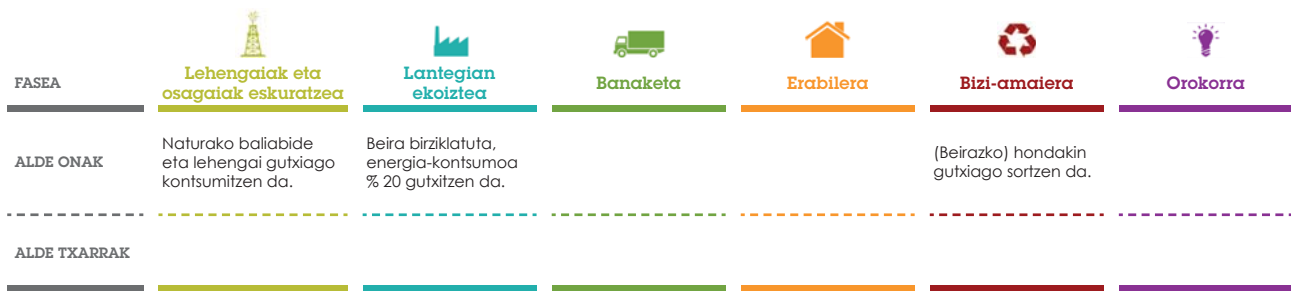 FASEA
Lehengaiak eta
osagaiak eskuratzea
Lantegian
ekoiztea
Banaketa
Erabilera
Bizi-amaiera
Orokorra
ALDE ONAK
Naturako baliabide
eta lehengai gutxiago
kontsumitzen da.
Beira birziklatuta,
energia-kontsumoa
% 20 gutxitzen da.
(Beirazko) hondakin
gutxiago sortzen da.
ALDE TXARRAK